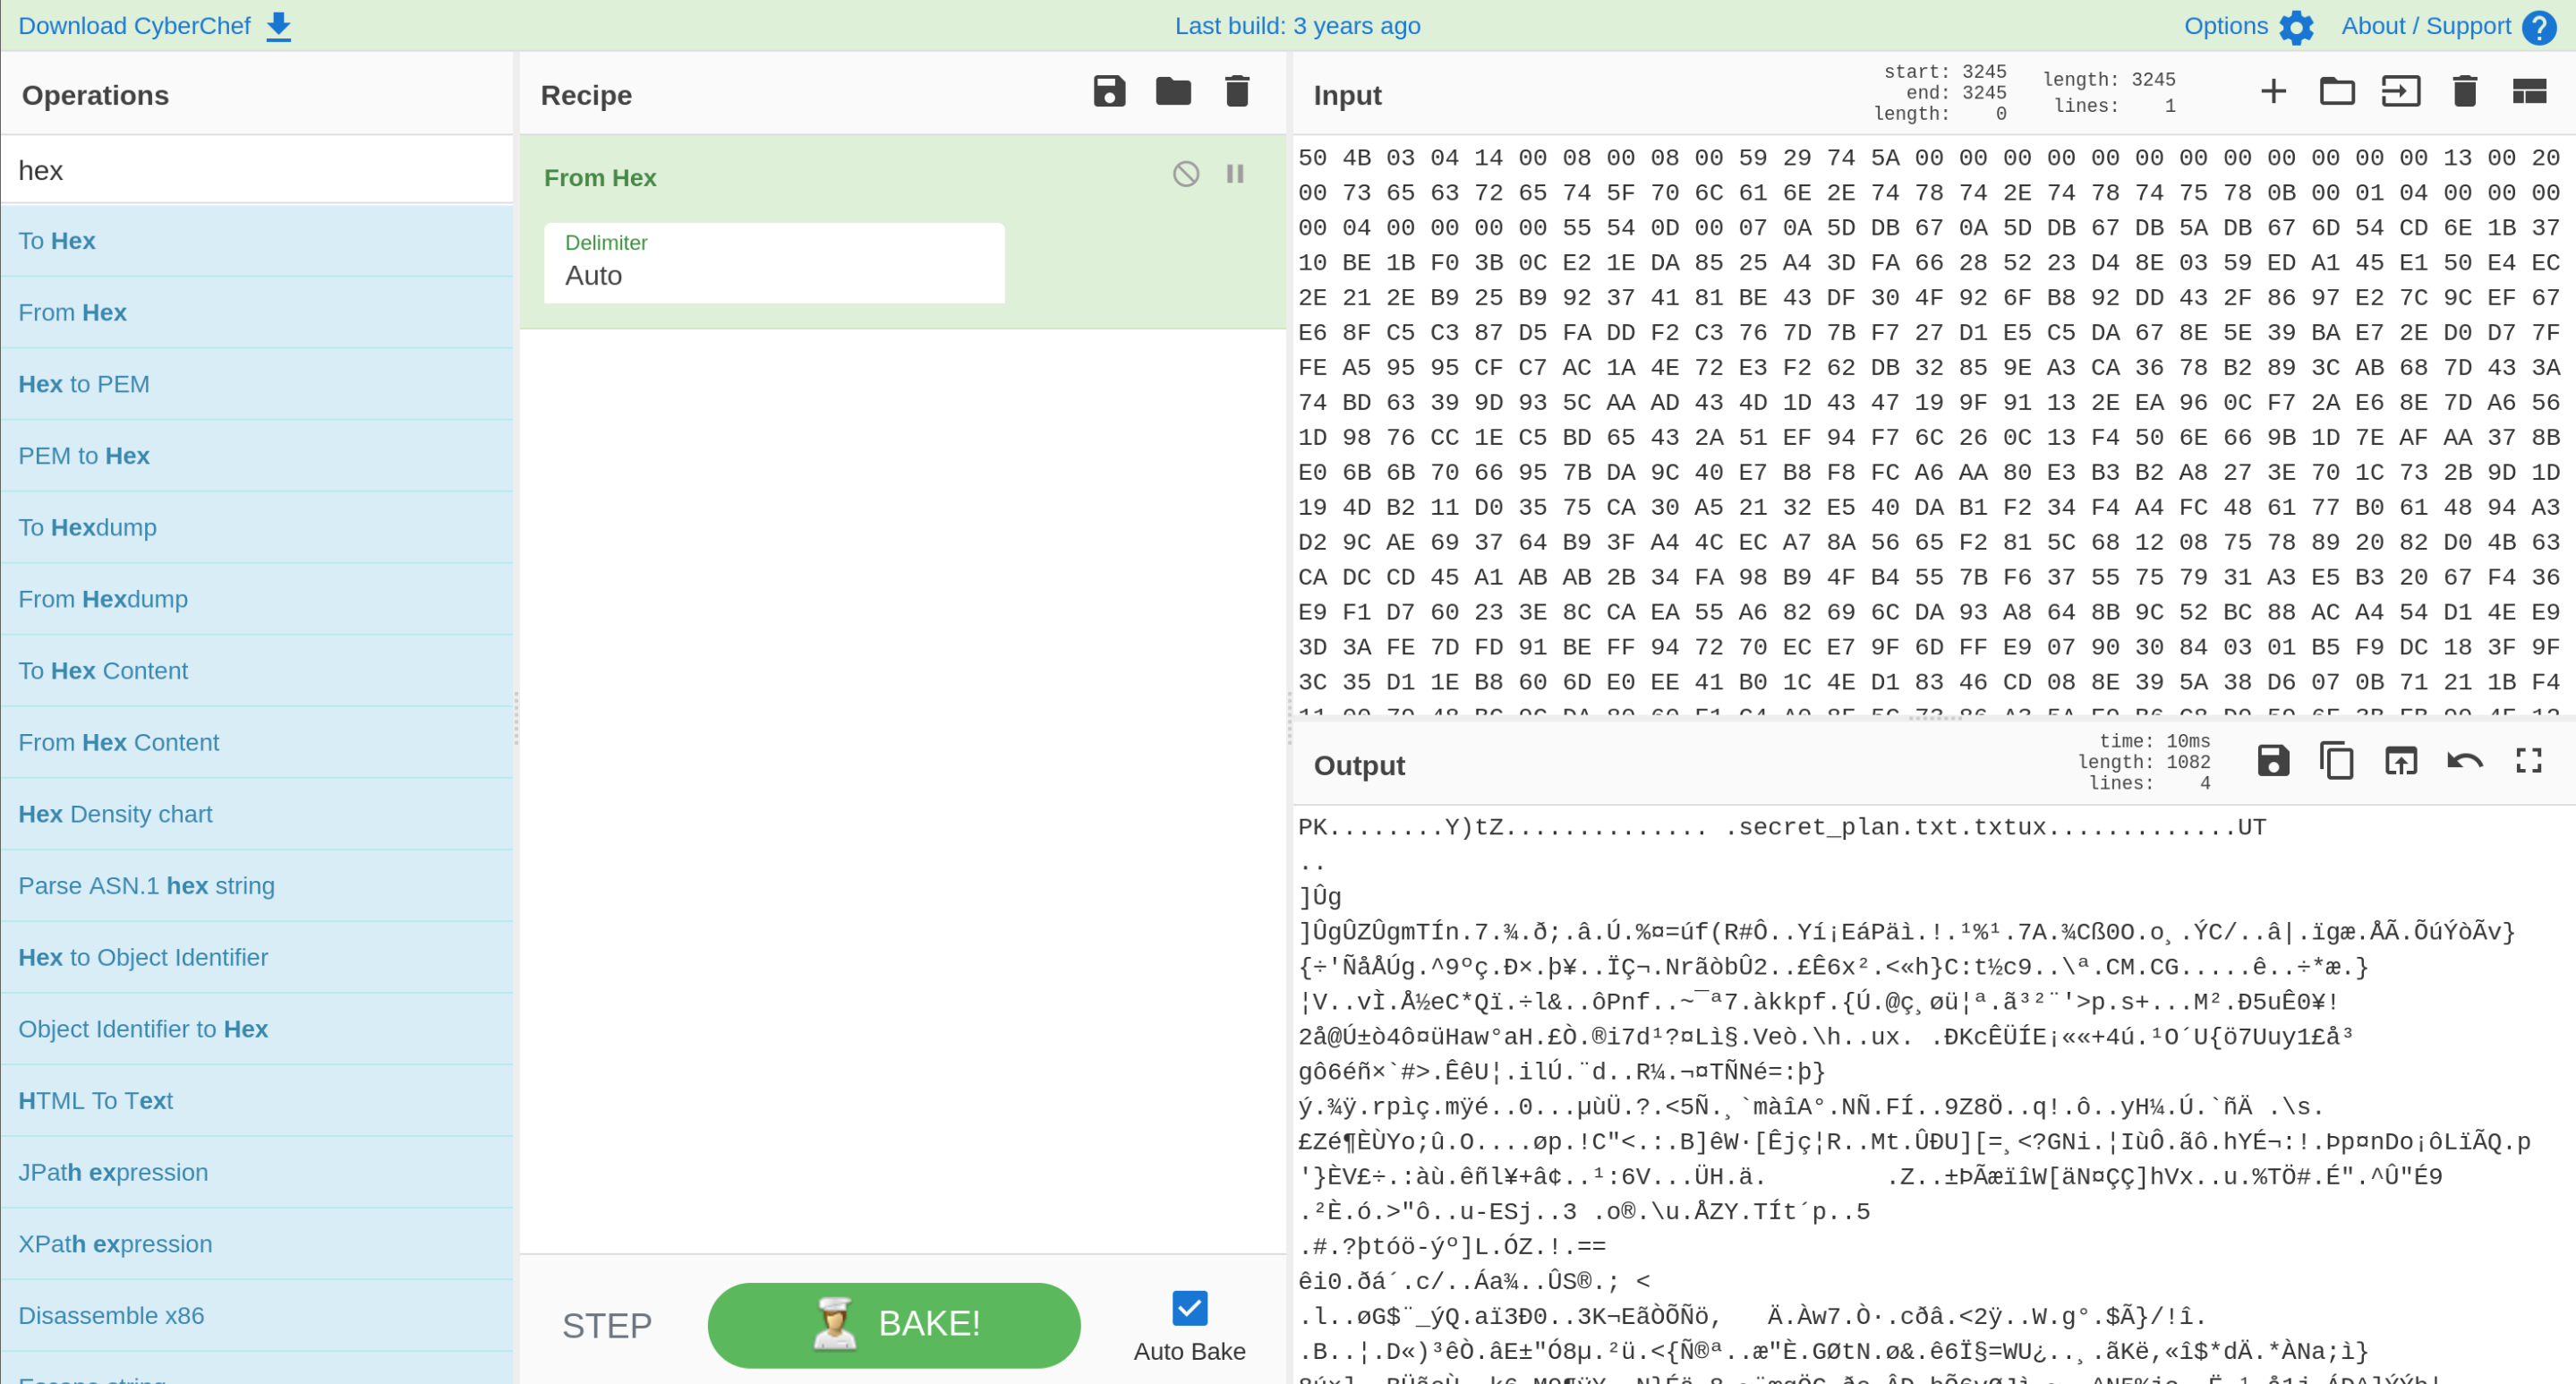 Download CyberChef
Last build: 3 years ago
Options
About / Support
Operations
hex
To Hex
From Hex
Hex to PEM
PEM to Hex
To Hexdump
From Hexdump
To Hex Content
From Hex Content
Hex Density chart
Parse ASN.1 hex string
Hex to Object Identifier
Object Identifier to Hex
HTML To Text
JPath expression
XPath expression
Disassemble x86
Recipe
From Hex
Delimiter
Auto
STEP
BAKE!
Auto Bake
Input
start: 3245
end: 3245
length: 0
length: 3245
lines: 1
50 4B 03 04 14 00 08 00 08 00 59 29 74 5A 00 00 00 00 00 00 00 00 00 00 00 00 13 00 20
00 73 65 63 72 65 74 5F 70 6C 61 6E 2E 74 78 74 2E 74 78 74 75 78 0B 00 01 04 00 00 00
00 04 00 00 00 00 55 54 0D 00 07 0A 5D DB 67 0A 5D DB 67 DB 5A DB 67 6D 54 CD 6E 1B 37
10 BE 1B F0 3B 0C E2 1E DA 85 25 A4 3D FA 66 28 52 23 D4 8E 03 59 ED A1 45 E1 50 E4 EC
2E 21 2E B9 25 B9 92 37 41 81 BE 43 DF 30 4F 92 6F B8 92 DD 43 2F 86 97 E2 7C 9C EF 67
E6 8F C5 C3 87 D5 FA DD F2 C3 76 7D 7B F7 27 D1 E5 C5 DA 67 8E 5E 39 BA E7 2E D0 D7 7F
FE A5 95 95 CF C7 AC 1A 4E 72 E3 F2 62 DB 32 85 9E A3 CA 36 78 B2 89 3C AB 68 7D 43 3A
74 BD 63 39 9D 93 5C AA AD 43 4D 1D 43 47 19 9F 91 13 2E EA 96 0C F7 2A E6 8E 7D A6 56
1D 98 76 CC 1E C5 BD 65 43 2A 51 EF 94 F7 6C 26 0C 13 F4 50 6E 66 9B 1D 7E AF AA 37 8B
E0 6B 6B 70 66 95 7B DA 9C 40 E7 B8 F8 FC A6 AA 80 E3 B3 B2 A8 27 3E 70 1C 73 2B 9D 1D
19 4D B2 11 D0 35 75 CA 30 A5 21 32 E5 40 DA B1 F2 34 F4 A4 FC 48 61 77 B0 61 48 94 A3
D2 9C AE 69 37 64 B9 3F A4 4C EC A7 8A 56 65 F2 81 5C 68 12 08 75 78 89 20 82 D0 4B 63
CA DC CD 45 A1 AB AB 2B 34 FA 98 B9 4F B4 55 7B F6 37 55 75 79 31 A3 E5 B3 20 67 F4 36
E9 F1 D7 60 23 3E 8C CA EA 55 A6 82 69 6C DA 93 A8 64 8B 9C 52 BC 88 AC A4 54 D1 4E E9
3D 3A FE 7D FD 91 BE FF 94 72 70 EC E7 9F 6D FF E9 07 90 30 84 03 01 B5 F9 DC 18 3F 9F
3C 35 D1 1E B8 60 6D E0 EE 41 B0 1C 4E D1 83 46 CD 08 8E 39 5A 38 D6 07 0B 71 21 1B F4
Output
time: 10ms
length: 1082
lines: 4
PK........Y)tZ.............. .secret_plan.txt.txtux.............UT
..
]Ûg
]ÛgÛZÛgmTÍn.7.¾.ð;.â.Ú.%¤=úf(R#Ô..Yí¡EáPäì.!.¹%¹.7A.¾Cß0O.o¸.ÝC/..â|.ïgæ.ÅÃ.ÕúÝòÃv}
{÷'ÑåÅÚg.^9ºç.Ð×.þ¥..ÏÇ¬.NrãòbÛ2..£Ê6x².<«h}C:t½c9..\ª.CM.CG.....ê..÷*æ.}
¦V..vÌ.Å½eC*Qï.÷l&..ôPnf..~¯ª7.àkkpf.{Ú.@ç¸øü¦ª.ã³²¨'>p.s+...M².Ð5uÊ0¥!
2å@Ú±ò4ô¤üHaw°aH.£Ò.®i7d¹?¤Lì§.Veò.\h..ux. .ÐKcÊÜÍE¡««+4ú.¹O´U{ö7Uuy1£å³
gô6éñ×`#>.ÊêU¦.ilÚ.¨d..R¼.¬¤TÑNé=:þ}
ý.¾ÿ.rpìç.mÿé..0...µùÜ.?.<5Ñ.¸`màîA°.NÑ.FÍ..9Z8Ö..q!.ô..yH¼.Ú.`ñÄ .\s.
£Zé¶ÈÙYo;û.O....øp.!C"<.:.B]êW·[Êjç¦R..Mt.ÛÐU][=¸<?GNi.¦IùÔ.ãô.hYÉ¬:!.Þp¤nDo¡ôLïÃQ.p
'}ÈV£÷.:àù.êñl¥+â¢..¹:6V...ÜH.ä.        .Z..±ÞÃæïîW[äN¤ÇÇ]hVx..u.%TÖ#.É".^Û"É9
.²È.ó.>"ô..u-ESj..3 .o®.\u.ÅZY.TÍt´p..5
.#.?þtóö-ýº]L.ÓZ.!.==
êi0.ðá´.c/..Áa¾..ÛS®.; <
.l..øG$¨_ýQ.aï3Ð0..3K¬EãÒÕÑö,   Ä.Àw7.Ò·.cðâ.<2ÿ..W.g°.$Ã}/!î.
.B..¦.D«)³êÒ.âE±"Ó8µ.²ü.<{Ñ®ª..æ"È.GØtN.ø&.ê6Ï§=WU¿..¸.ãKë,«î$*dÄ.*ÀNa;ì}